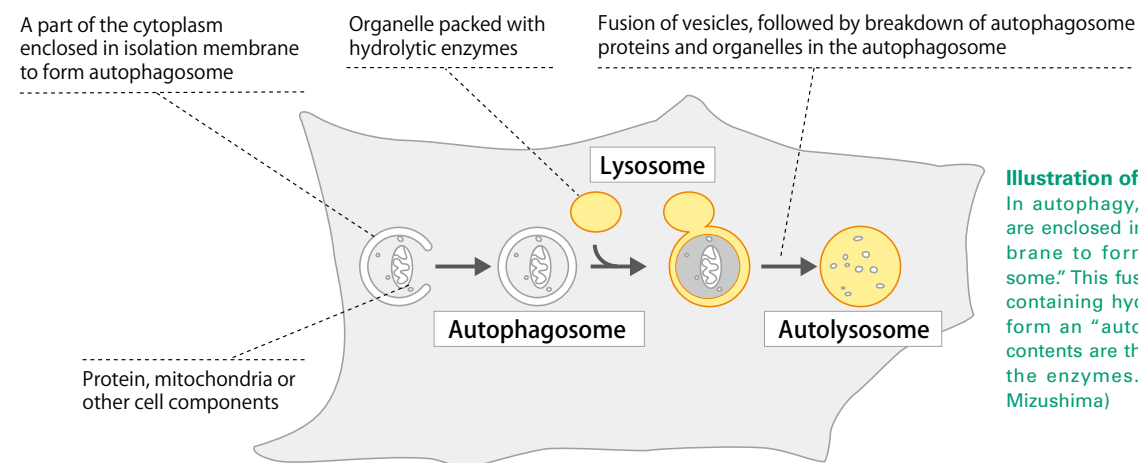 A part of the cytoplasm
enclosed in isolation membrane
to form autophagosome
Organelle packed with
hydrolytic enzymes
Fusion of vesicles, followed by breakdown of autophagosome
proteins and organelles in the autophagosome
Lysosome
Autophagosome
Autolysosome
Protein, mitochondria or
other cell components
Illustration of
In autophagy,
are enclosed in
brane to form
some.” This fus
containing hyd
form an “auto
contents are th
the enzymes.
Mizushima)